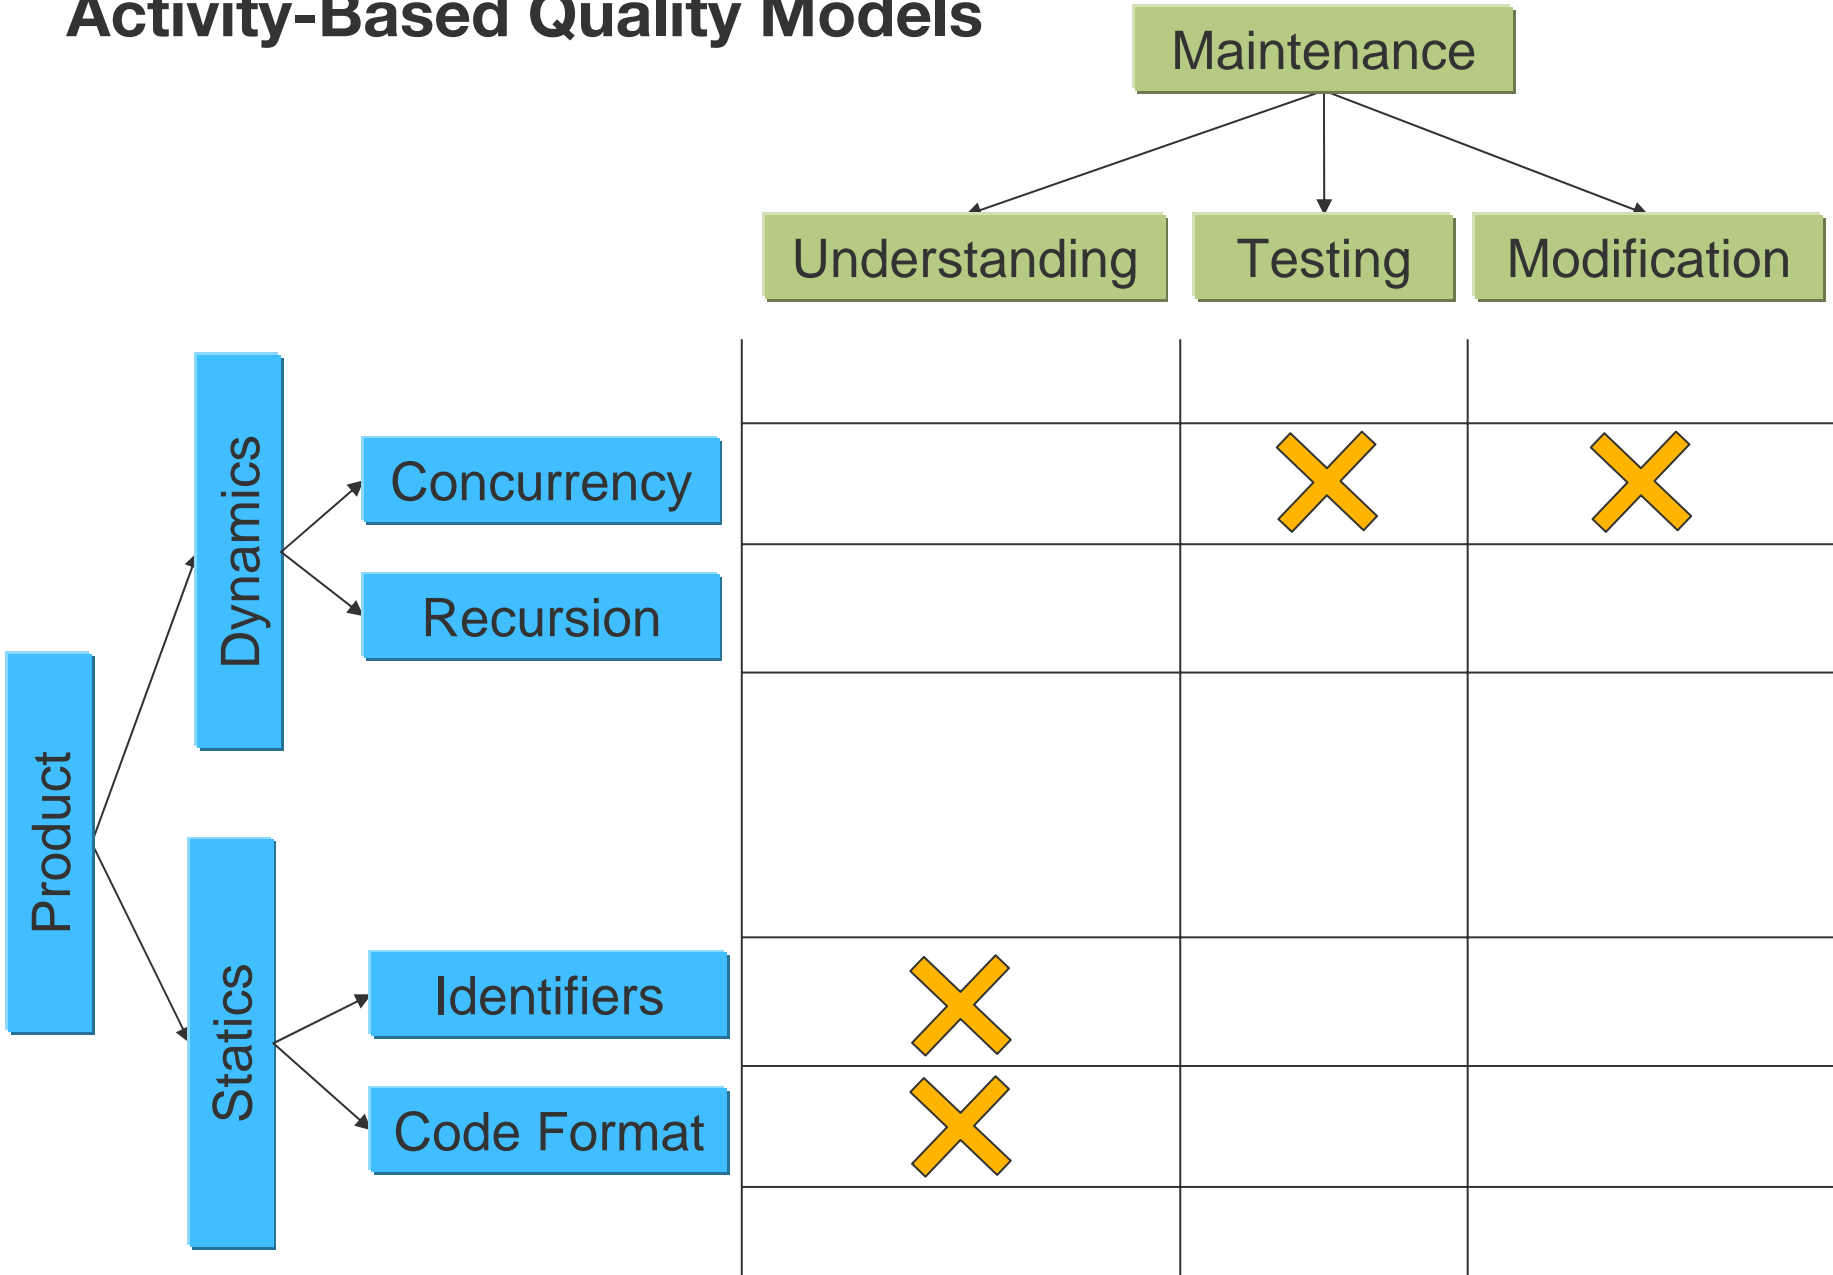 Activity-Based Quality Models
Maintenance
Understanding
Testing
Modification
Dynamics
Concurrency
Recursion
Product
Statics
Identifiers
Code Format